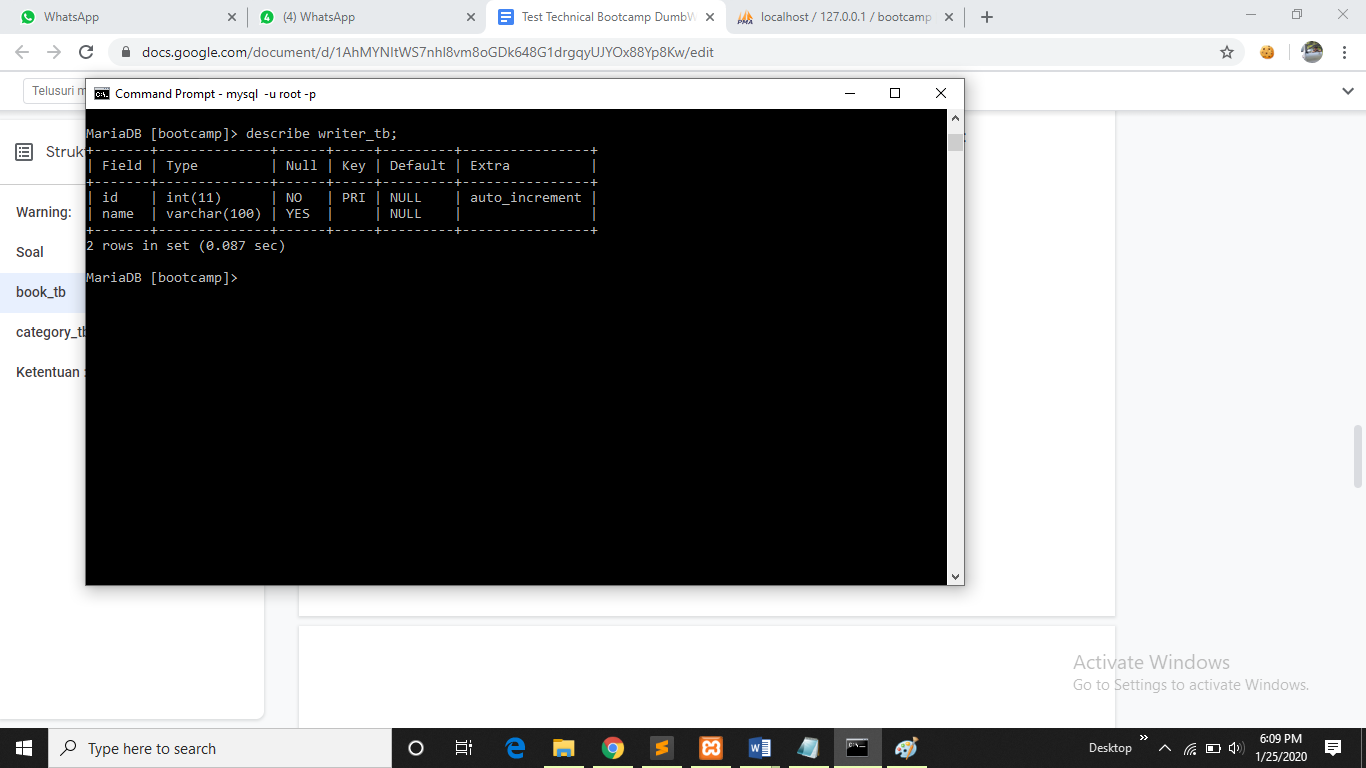 WhatsApp
(4) WhatsApp
Test Technical Bootcamp DumbW
localhost / 127.0.0.1 / bootcamp
docs.google.com/document/d/1AhMYNItWS7nhl8vm8oGDk648G1drgqyUJYOx88Yp8Kw/edit
Telusuri m
Command Prompt - mysql  -u root -p
MariaDB [bootcamp]> describe writer_tb;
+-------+--------------+------+-----+---------+----------------+
| Field | Type         | Null | Key | Default | Extra          |
+-------+--------------+------+-----+---------+----------------+
| id    | int(11)      | NO   | PRI | NULL    | auto_increment |
| name  | varchar(100) | YES  |     | NULL    |                |
+-------+--------------+------+-----+---------+----------------+
2 rows in set (0.087 sec)
MariaDB [bootcamp]>
Struk
Warning:
Soal
book_tb
category_tb
Ketentuan :
Activate Windows
Go to Settings to activate Windows.
Type here to search
Desktop
6:09 PM
1/25/2020